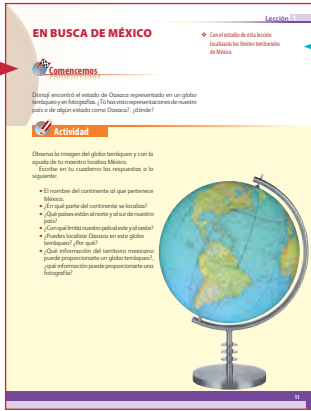 Lección
EN BUSCA DE MÉXICO
❖ Con el estudio de esta lección
localizarás los límites territoriales
de México.
Comencemos
Donají encontró el estado de Oaxaca representado en un globo
terráqueo y en fotografías. ¿Tú has visto representaciones de nuestro
país o de algún estado como Oaxaca?, ¿dónde?
Actividad
Observa la imagen del globo terráqueo y con la
ayuda de tu maestro localiza México.
Escribe en tu cuaderno las respuestas a lo
siguiente:
• El nombre del continente al que pertenece
México.
• ¿En qué parte del continente se localiza?
• ¿Qué países están al norte y al sur de nuestro
país?
• ¿Con qué limita nuestro país al este y al oeste?
• ¿Puedes localizar Oaxaca en este globo
terráqueo? ¿Por qué?
• ¿Qué información del territorio mexicano
puede proporcionarte un globo terráqueo?,
¿qué información puede proporcionarte una
fotografía?
11